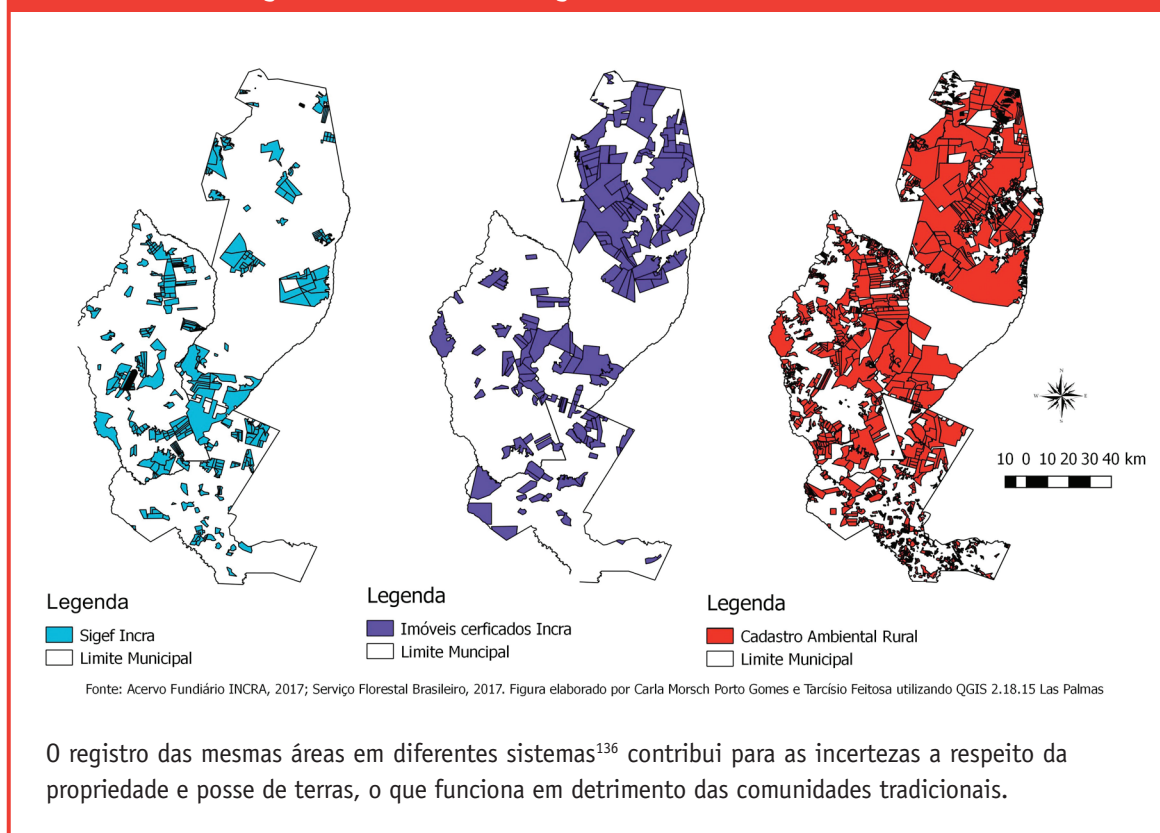 N
W
E
S
10 0 10 20 30 40 km
Legenda
Sigef Incra
Limite Municipal
Legenda
Imóveis cerficados Incra
Limite Muncipal
Legenda
Cadastro Ambiental Rural
Limite Municipal
Fonte: Acervo Fundiário INCRA, 2017; Serviço Florestal Brasileiro, 2017. Figura elaborado por Carla Morsch Porto Gomes e Tarcísio Feitosa utilizando QGIS 2.18.15 Las Palmas
O registro das mesmas áreas em diferentes sistemas136 contribui para as incertezas a respeito da
propriedade e posse de terras, o que funciona em detrimento das comunidades tradicionais.